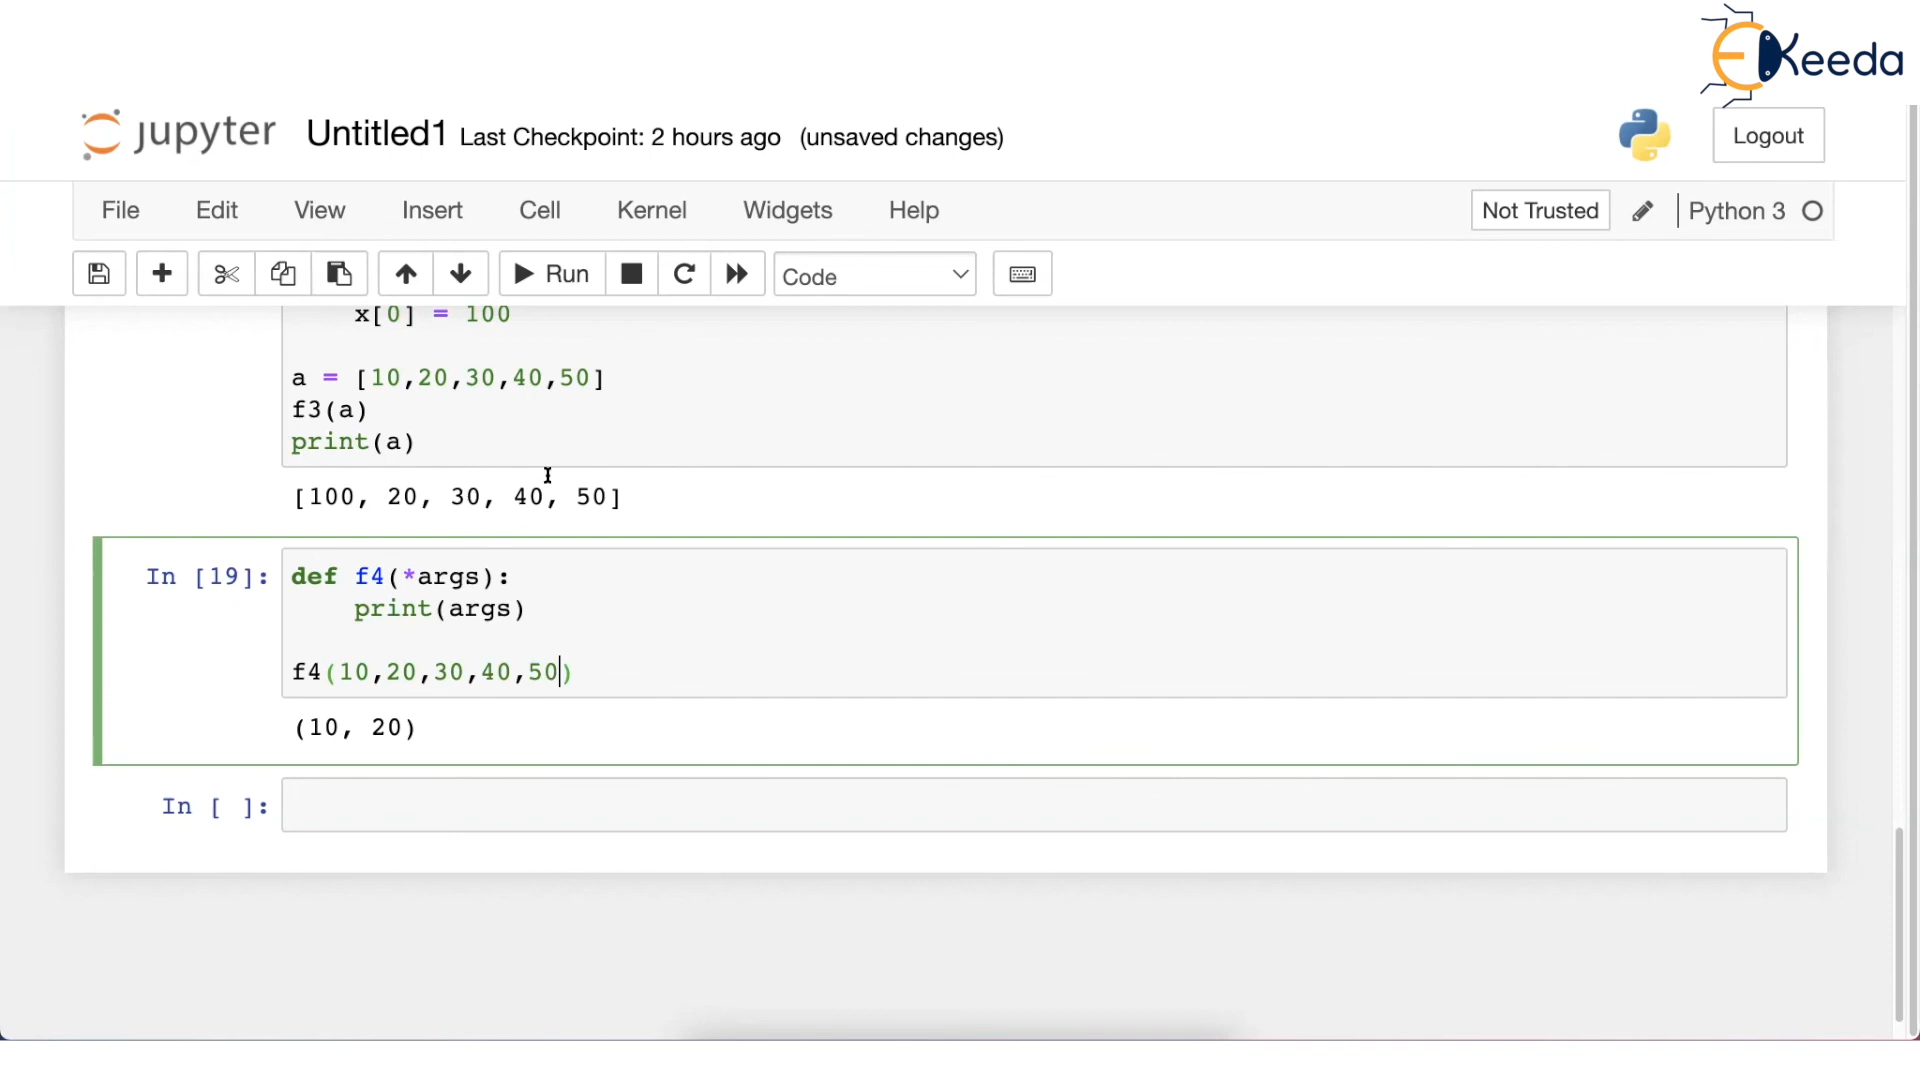 EKeeda
jupyter Untitled1 Last Checkpoint: 2 hours ago (unsaved changes)
Logout
File Edit View Insert Cell Kernel Widgets Help
Not Trusted Python 3
Run Code
x[0] = 100
a = [10,20,30,40,50]
f3(a)
print(a)
[100, 20, 30, 40, 50]
In [19]: def f4(*args):
print(args)
f4(10,20,30,40,50)
(10, 20)
In [ ]: